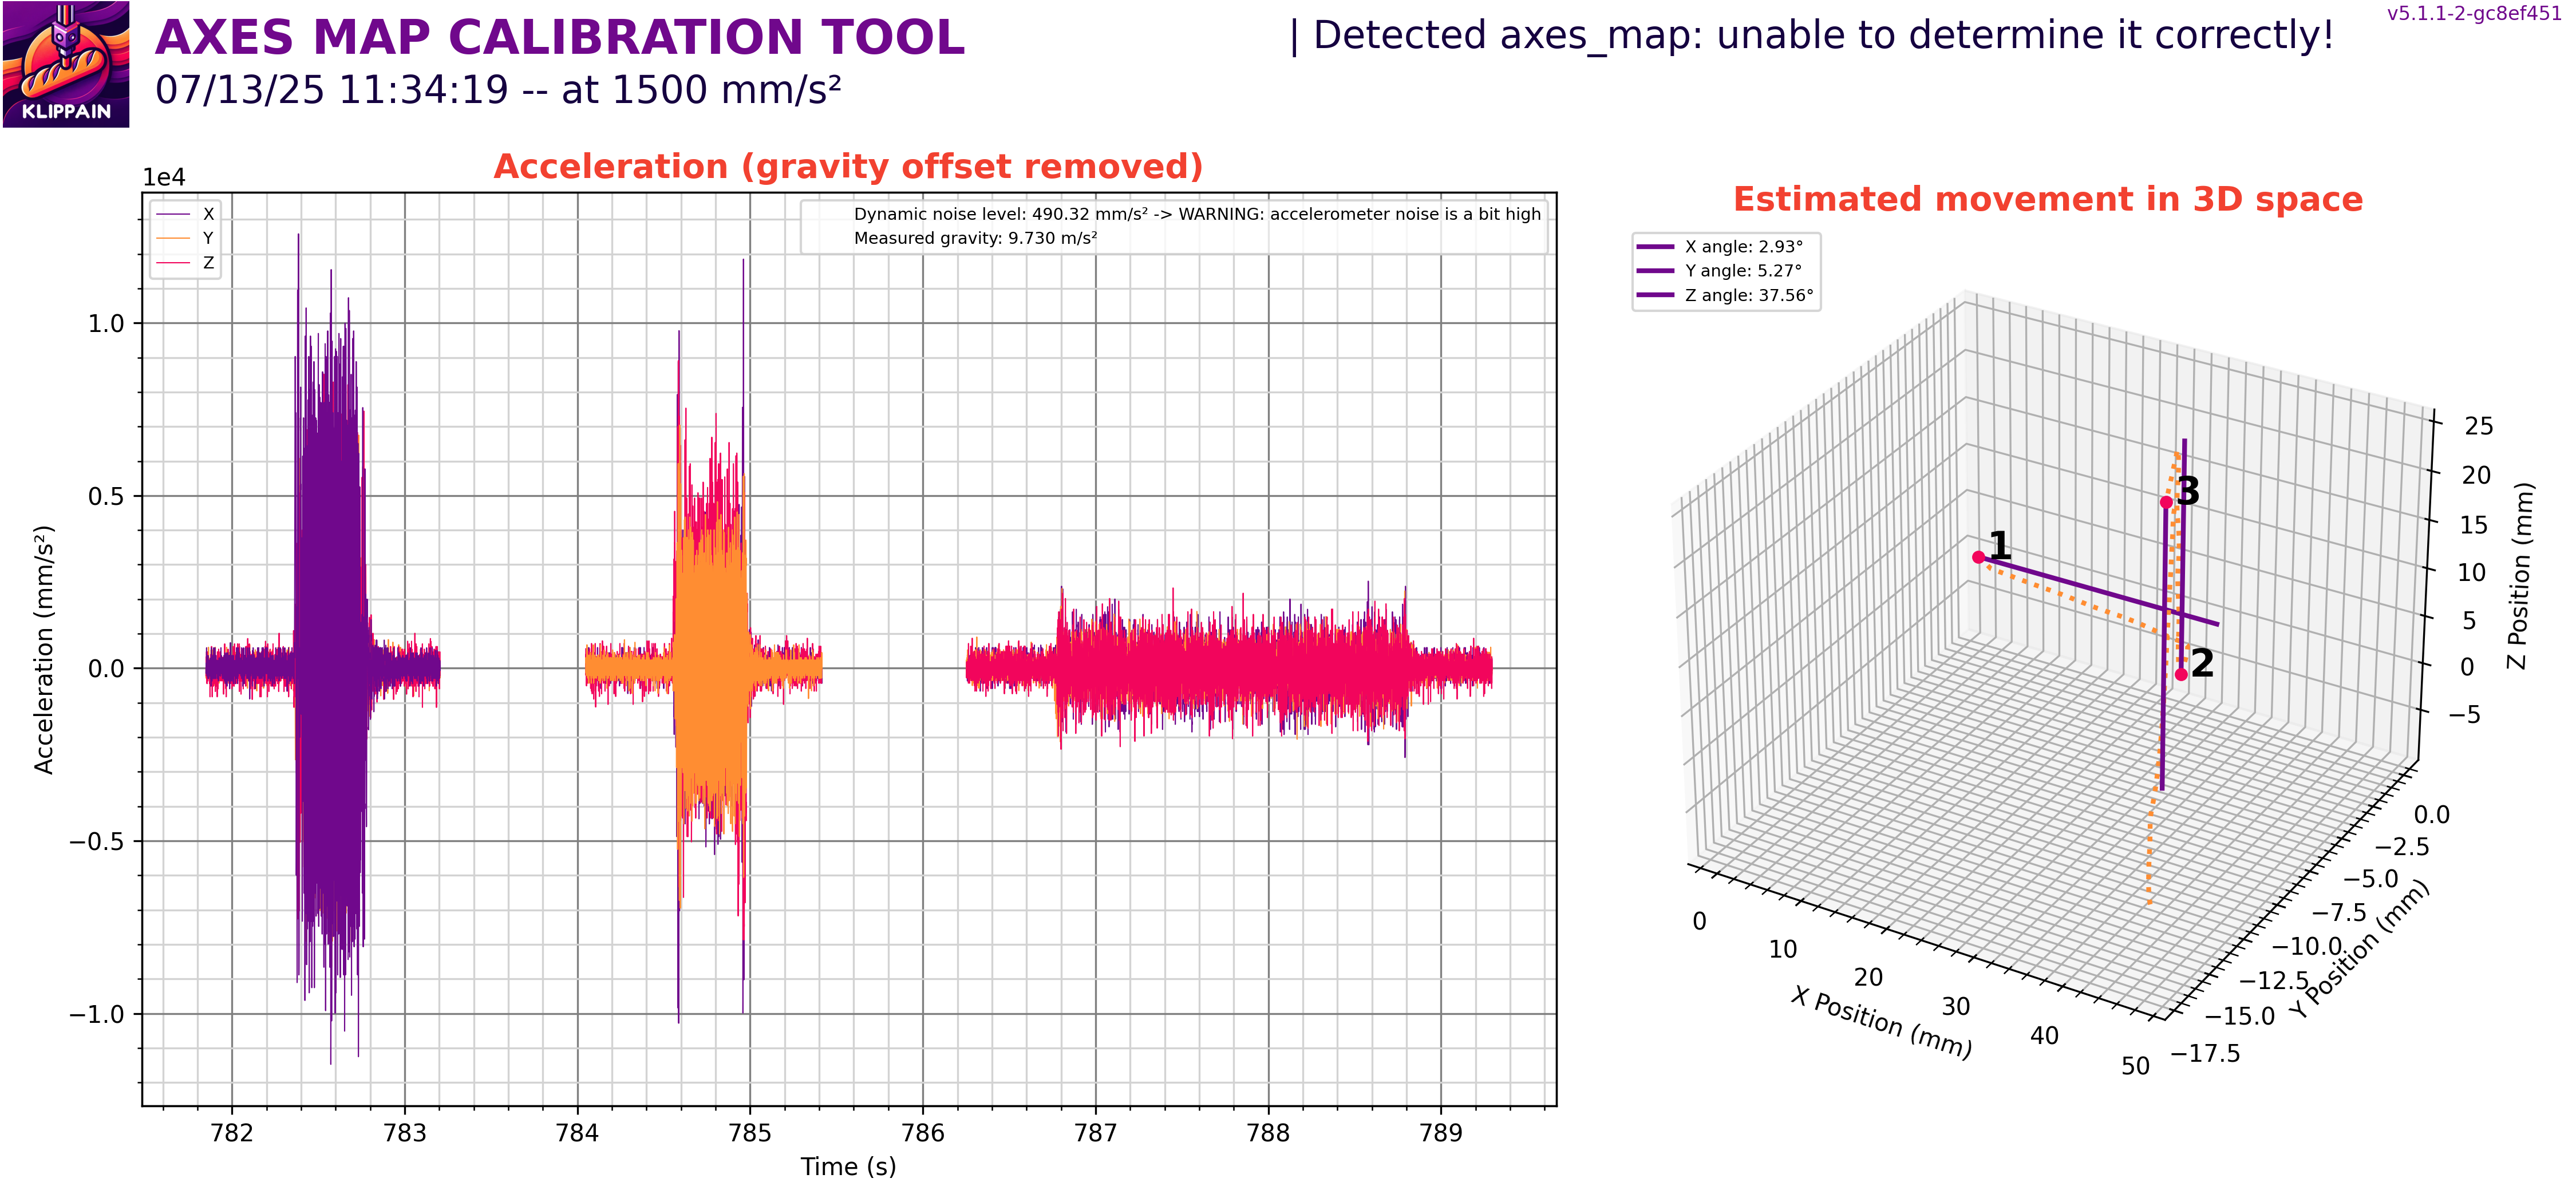 AXES MAP CALIBRATION TOOL
07/13/25 11:34:19 -- at 1500 mm/s²
| Detected axes_map: unable to determine it correctly!
v5.1.1-2-gc8ef451
KLIPPAIN
Acceleration (gravity offset removed)
1e4
X
Y
Z
Dynamic noise level: 490.32 mm/s² -> WARNING: accelerometer noise is a bit high
Measured gravity: 9.730 m/s²
1.0
0.5
0.0
−0.5
−1.0
Acceleration (mm/s²)
782 783 784 785 786 787 788 789
Time (s)
Estimated movement in 3D space
X angle: 2.93°
Y angle: 5.27°
Z angle: 37.56°
1
2
3
25
20
15
10
5
0
−5
Z Position (mm)
0.0
−2.5
−5.0
−7.5
−10.0
−12.5
−15.0
−17.5
Y Position (mm)
0
10
20
30
40
50
X Position (mm)